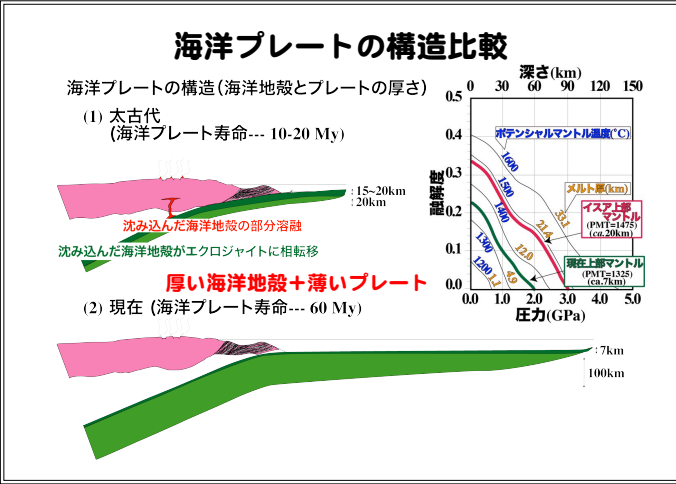 海洋プレートの構造比較
海洋プレートの構造(海洋地殻とプレートの厚さ)
(1) 太古代
(海洋プレート寿命--- 10-20 My)
15~20km
20km
沈み込んだ海洋地殻の部分溶融
沈み込んだ海洋地殻がエクロジャイトに相転移
厚い海洋地殻+薄いプレート
(2) 現在 (海洋プレート寿命--- 60 My)
7km
100km
深さ(km)
0 30 60 90 120 150
0.5
0.4
0.3
0.2
0.1
0.0
融解度
ポテンシャルマントル温度(°C)
1600
1500
1400
1300
1200
メルト厚(km)
33.1
21.4
12.0
4.9
1.1
イスア上部
マントル
(PMT=1475)
(ca.20km)
現在上部マントル
(PMT=1325)
(ca.7km)
0.0 1.0 2.0 3.0 4.0 5.0
圧力(GPa)